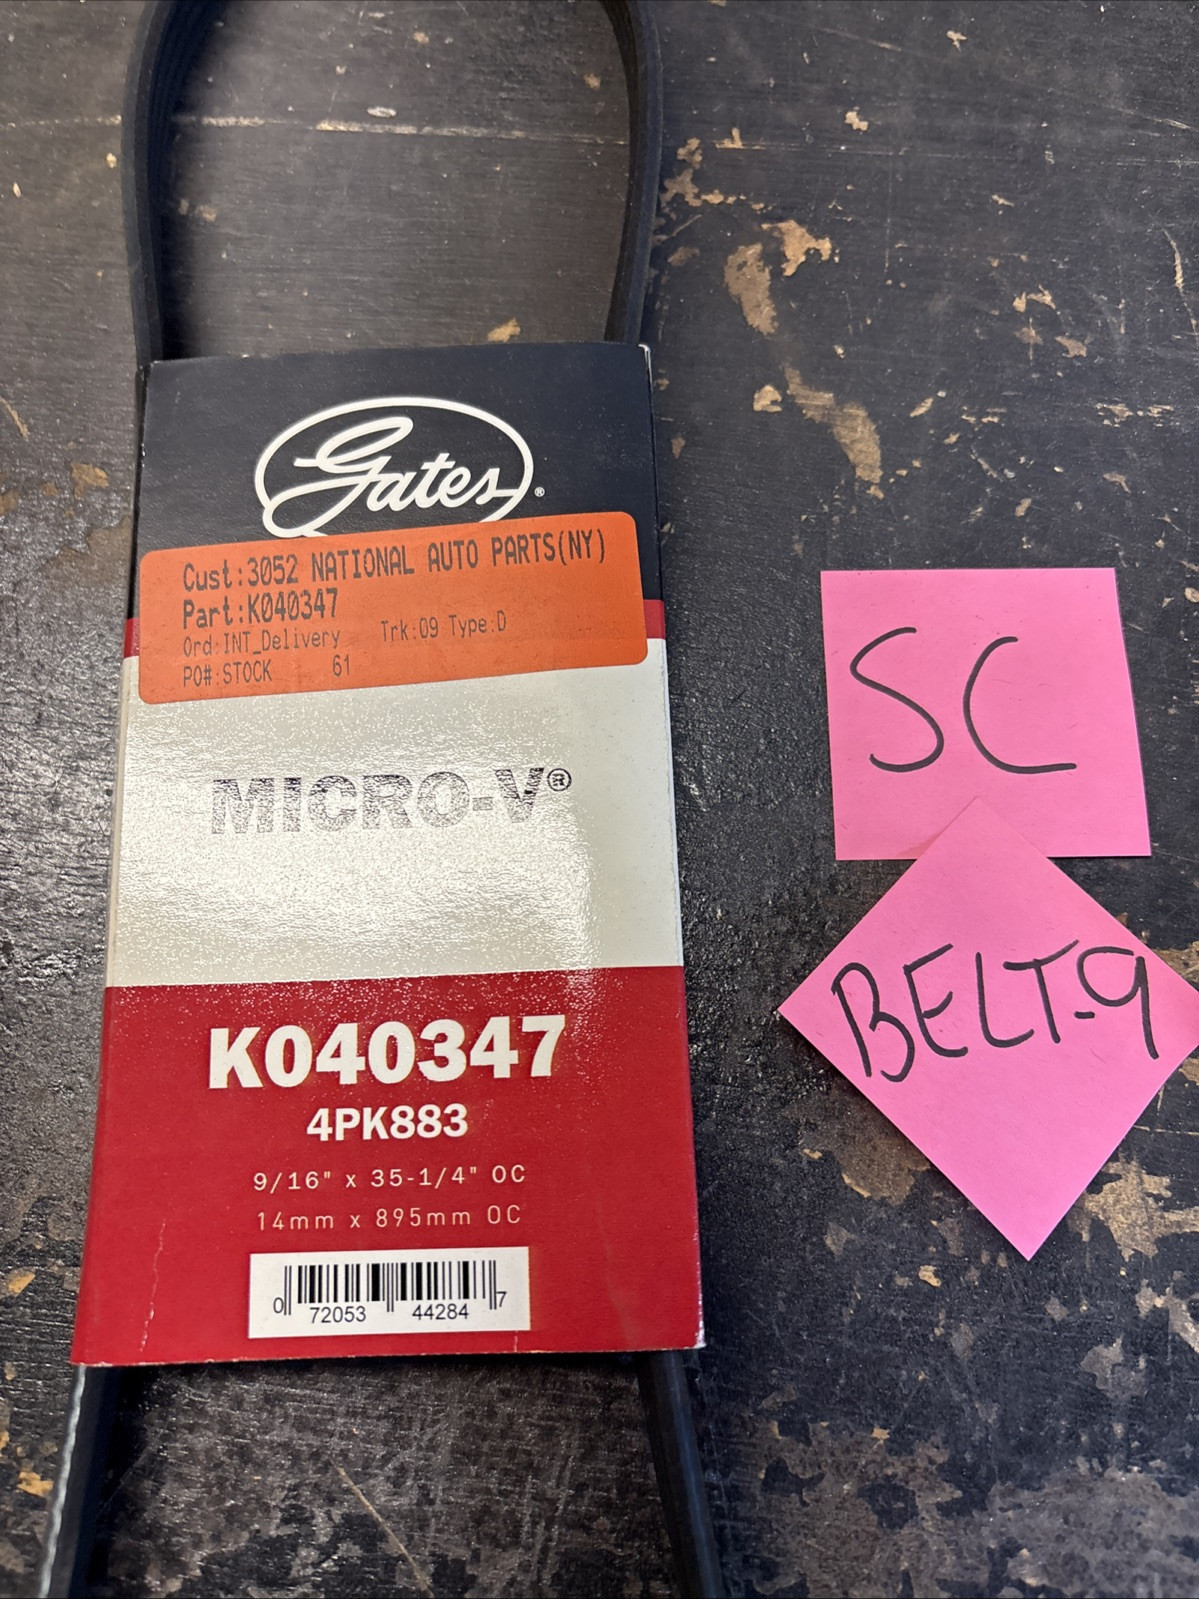 Gates®
Cust:3052 NATIONAL AUTO PARTS(NY)
Part:K040347
Ord:INT_Delivery Trk:09 Type:D
PO#:STOCK 61
MICRO-V®
K040347
4PK883
9/16" x 35-1/4" OC
14mm x 895mm OC
0 72053 44284 7
SC
BELT-9